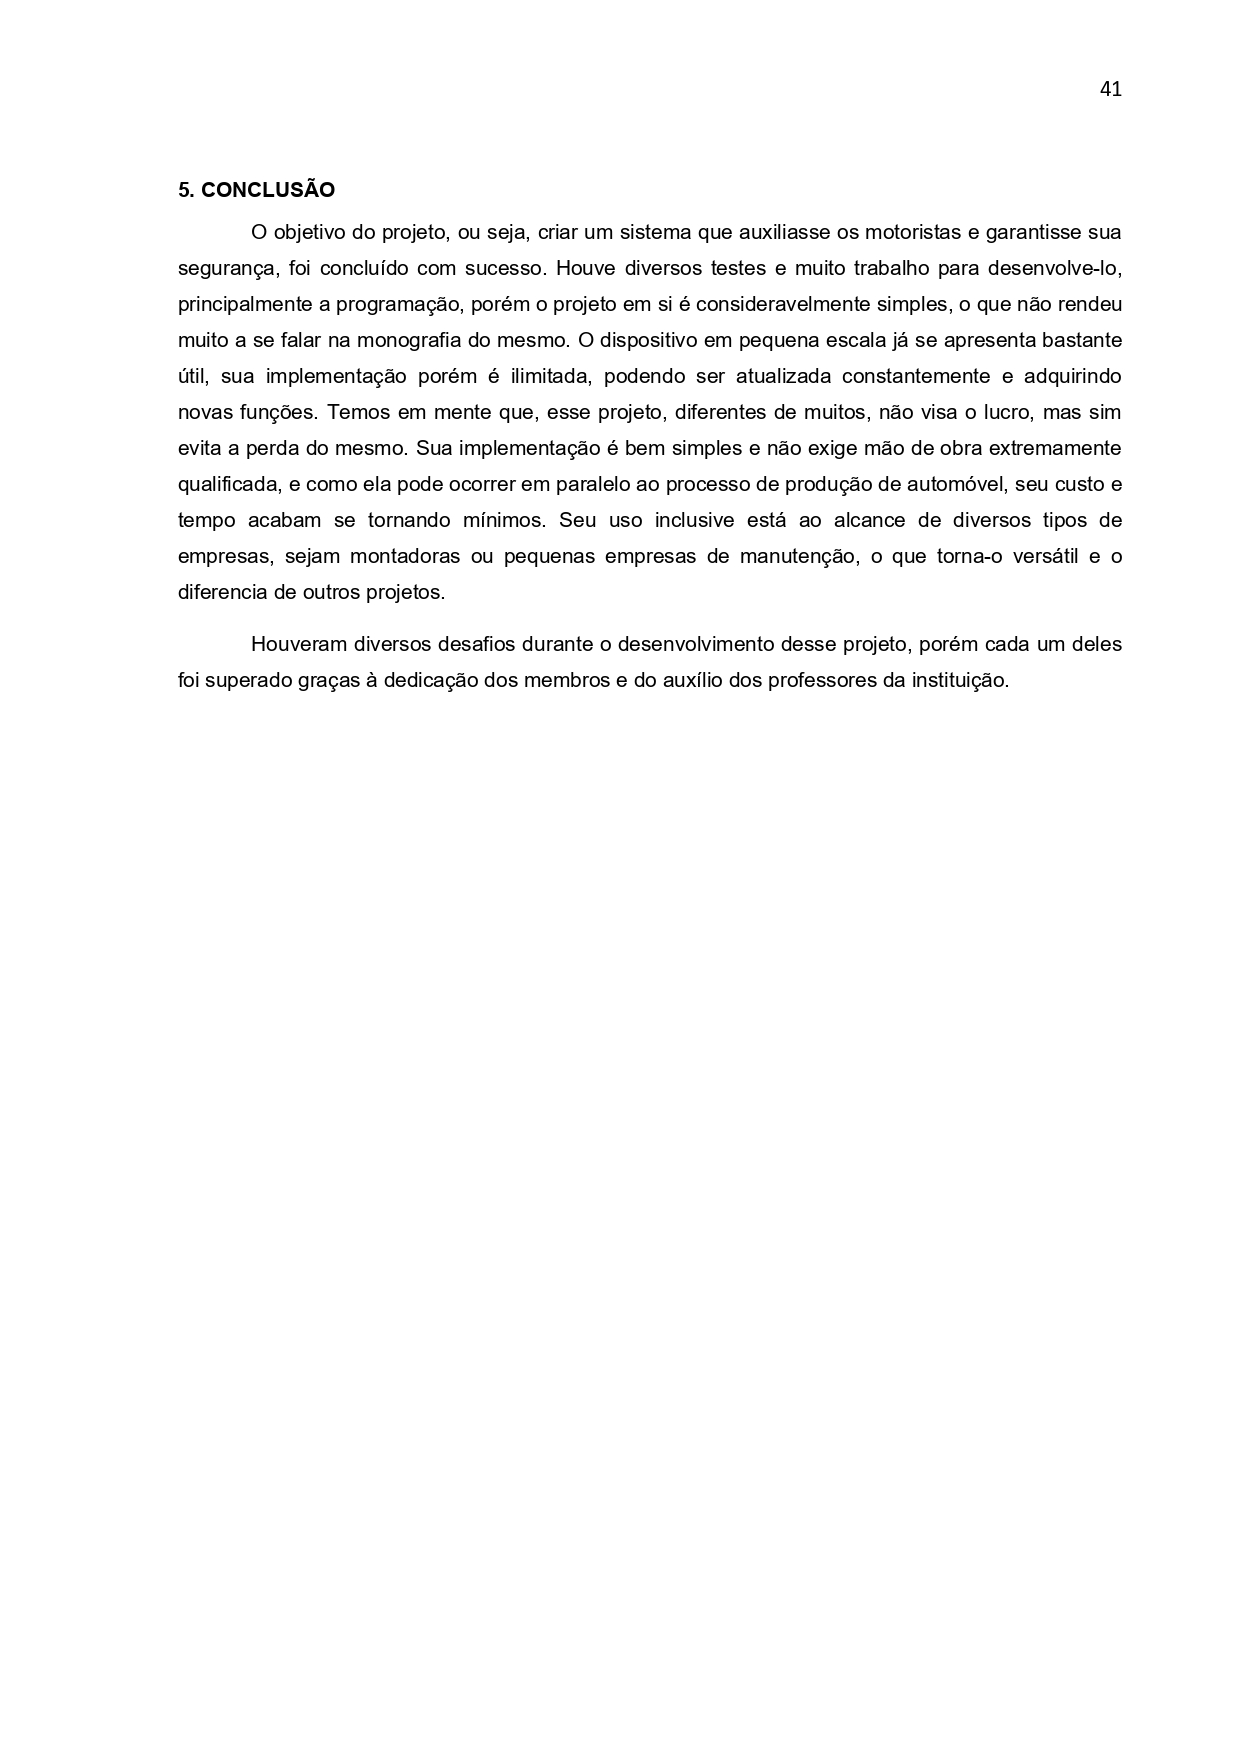 41
5. CONCLUSÃO
O objetivo do projeto, ou seja, criar um sistema que auxiliasse os motoristas e garantisse sua
segurança, foi concluído com sucesso. Houve diversos testes e muito trabalho para desenvolve-lo,
principalmente a programação, porém o projeto em si é consideravelmente simples, o que não rendeu
muito a se falar na monografia do mesmo. O dispositivo em pequena escala já se apresenta bastante
útil, sua implementação porém é ilimitada, podendo ser atualizada constantemente e adquirindo
novas funções. Temos em mente que, esse projeto, diferentes de muitos, não visa o lucro, mas sim
evita a perda do mesmo. Sua implementação é bem simples e não exige mão de obra extremamente
qualificada, e como ela pode ocorrer em paralelo ao processo de produção de automóvel, seu custo e
tempo acabam se tornando mínimos. Seu uso inclusive está ao alcance de diversos tipos de
empresas, sejam montadoras ou pequenas empresas de manutenção, o que torna-o versátil e o
diferencia de outros projetos.
Houveram diversos desafios durante o desenvolvimento desse projeto, porém cada um deles
foi superado graças à dedicação dos membros e do auxílio dos professores da instituição.